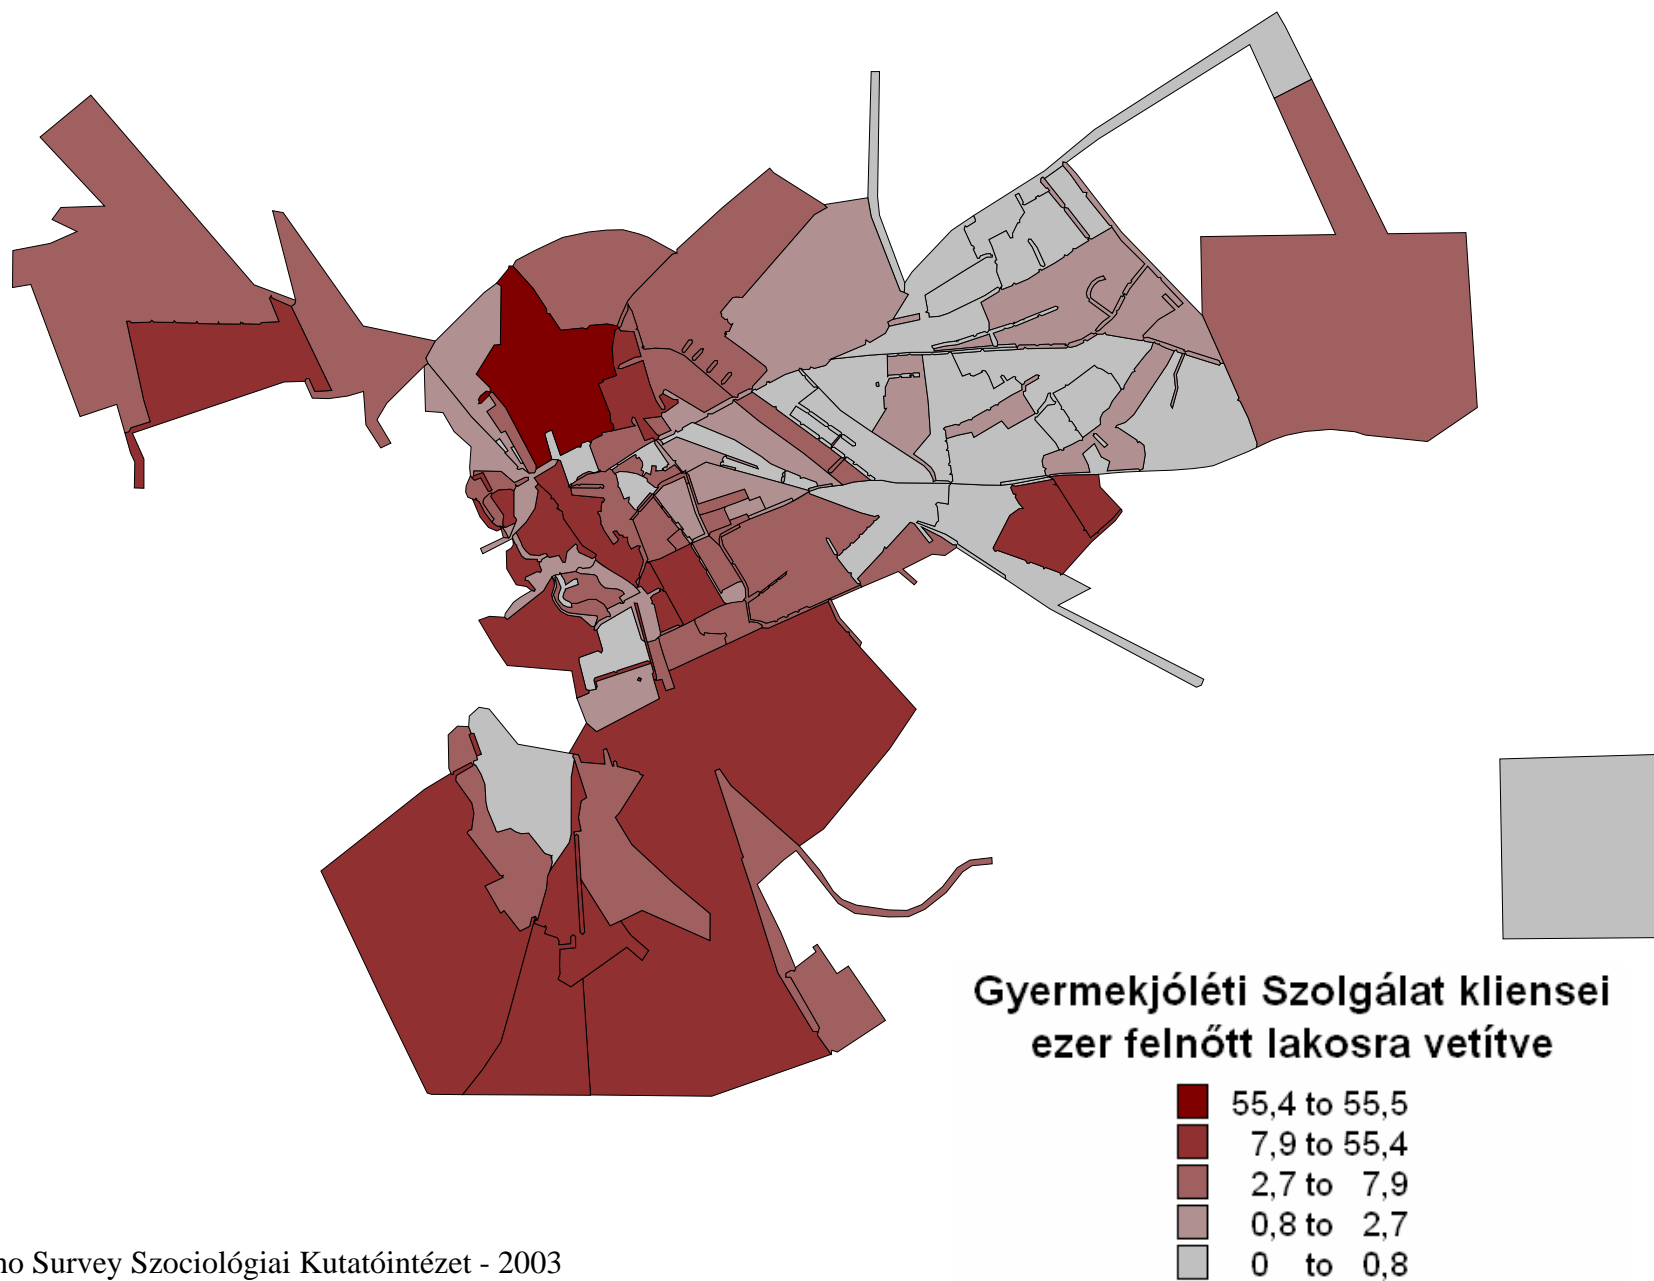 Gyermekjóléti Szolgálat kliensei
ezer felnőtt lakosra vetítve
55,4 to 55,5
7,9 to 55,4
2,7 to 7,9
0,8 to 2,7
0 to 0,8
Survey Szociológiai Kutatóintézet - 2003